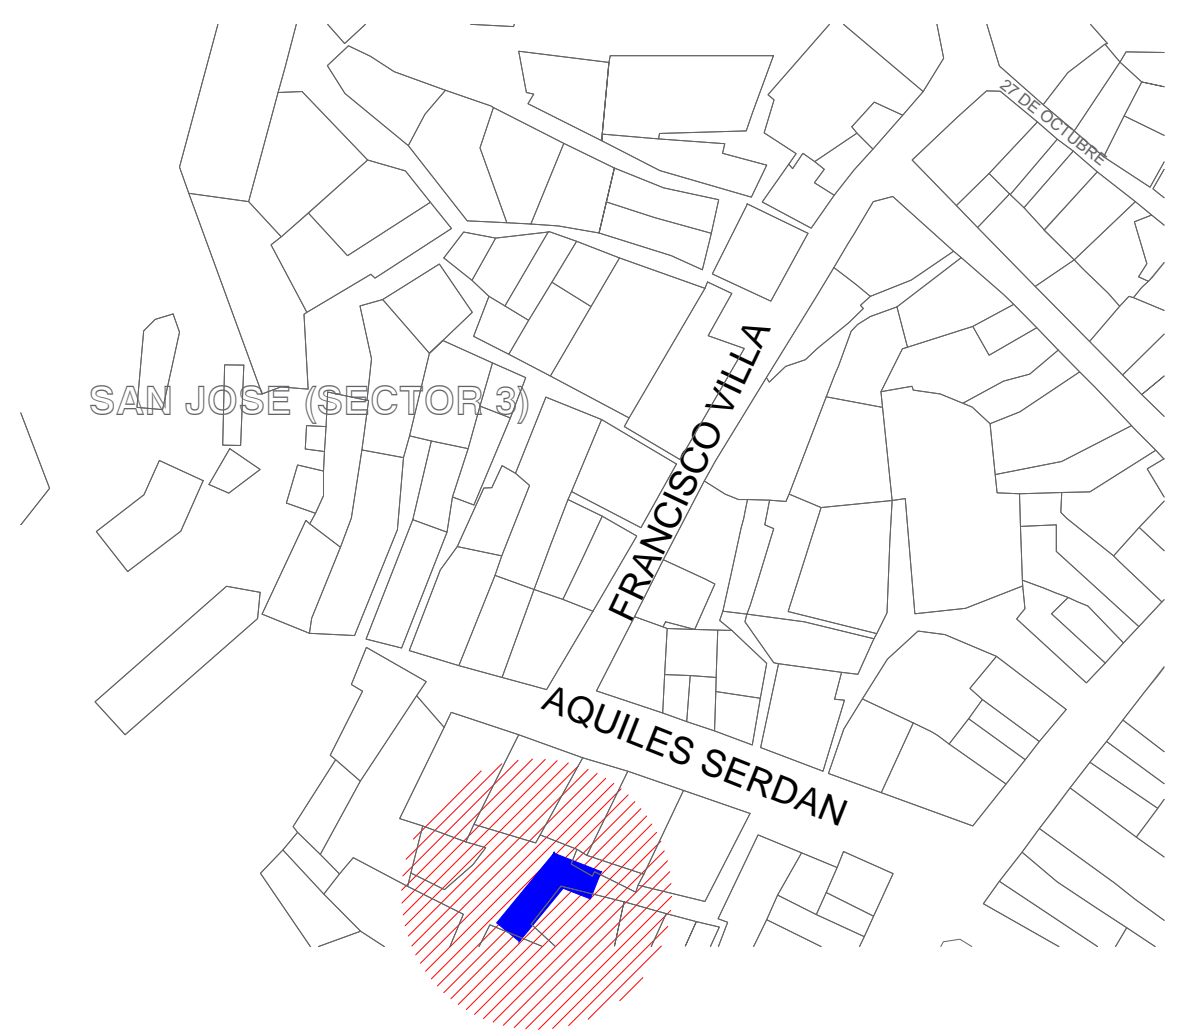 27 DE OCTUBRE
SAN JOSE (SECTOR 3)
FRANCISCO VILLA
AQUILES SERDAN